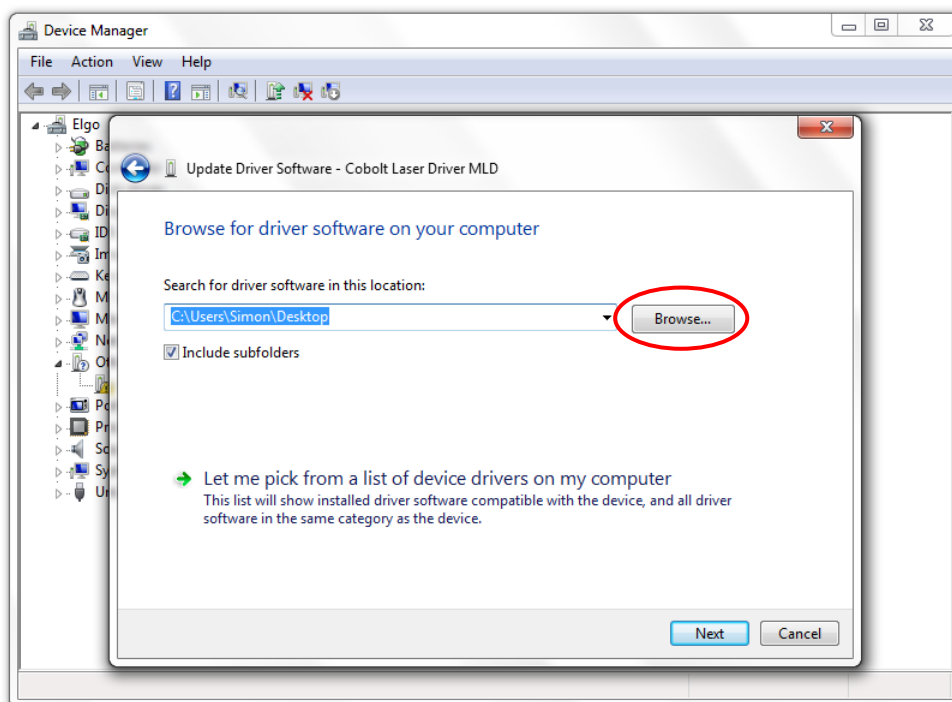 Device Manager
File Action View Help
Elgo
Update Driver Software - Cobolt Laser Driver MLD
Browse for driver software on your computer
Search for driver software in this location:
C:\Users\Simon\Desktop
Browse...
Include subfolders
Let me pick from a list of device drivers on my computer
This list will show installed driver software compatible with the device, and all driver
software in the same category as the device.
Next Cancel